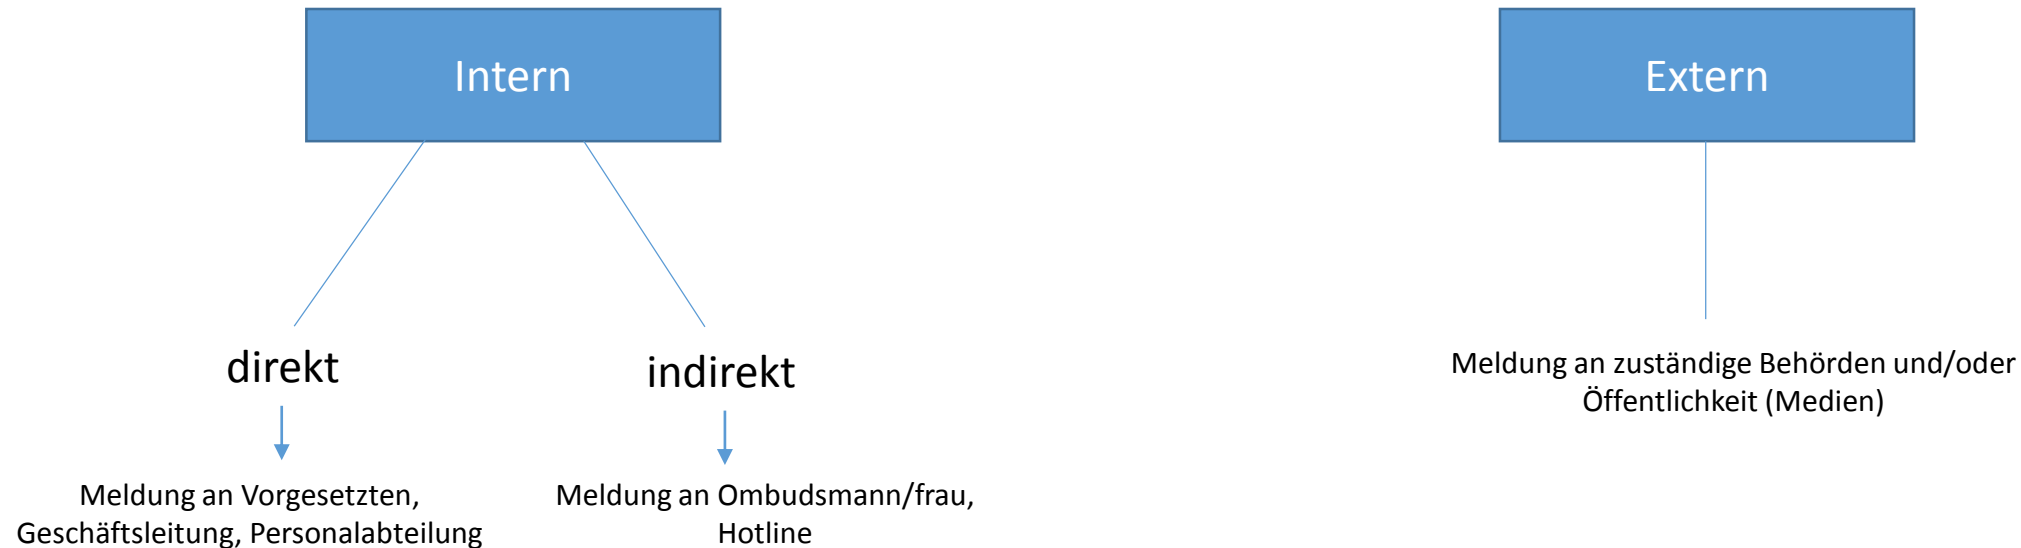 Intern
Extern
direkt
indirekt
Meldung an Vorgesetzten,
Geschäftsleitung, Personalabteilung
Meldung an Ombudsmann/frau,
Hotline
Meldung an zuständige Behörden und/oder
Öffentlichkeit (Medien)